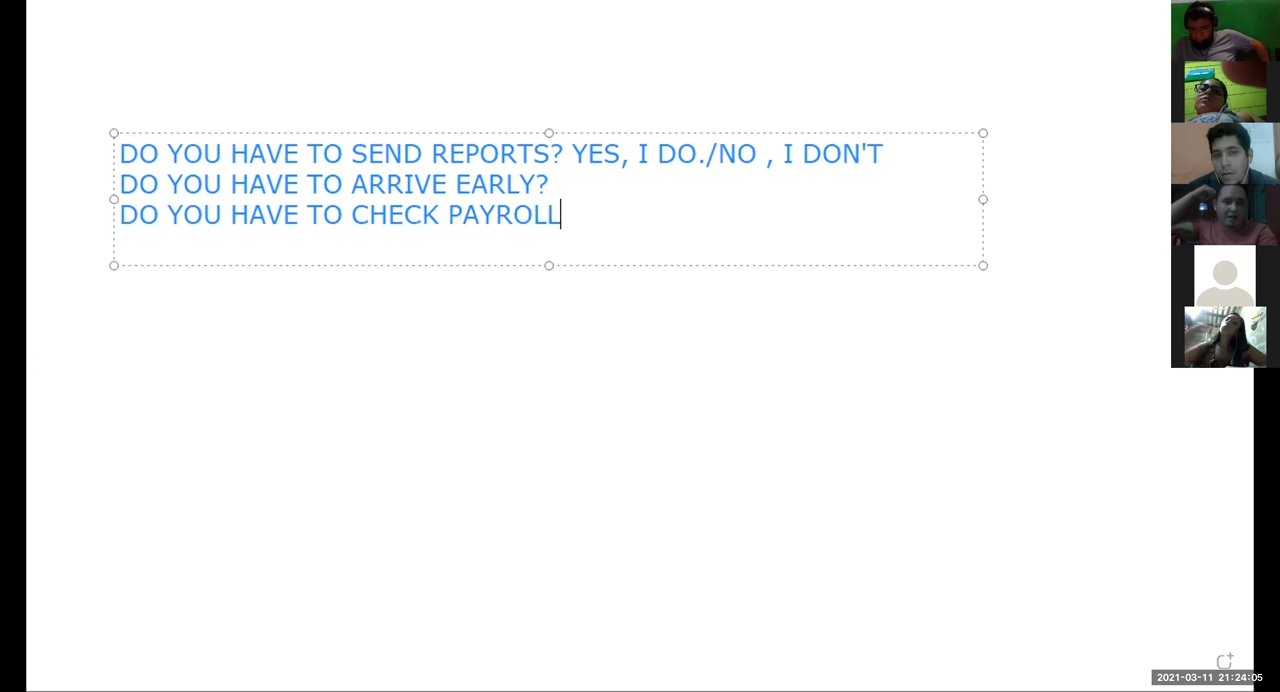 DO YOU HAVE TO SEND REPORTS? YES, I DO./NO , I DON'T
DO YOU HAVE TO ARRIVE EARLY?
DO YOU HAVE TO CHECK PAYROLL
2021-03-11 21:24:05